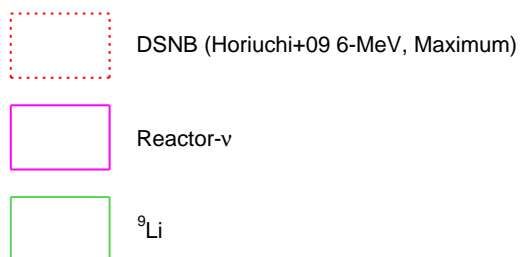 DSNB (Horiuchi+09 6-MeV, Maximum)
Reactor-ν
⁹Li